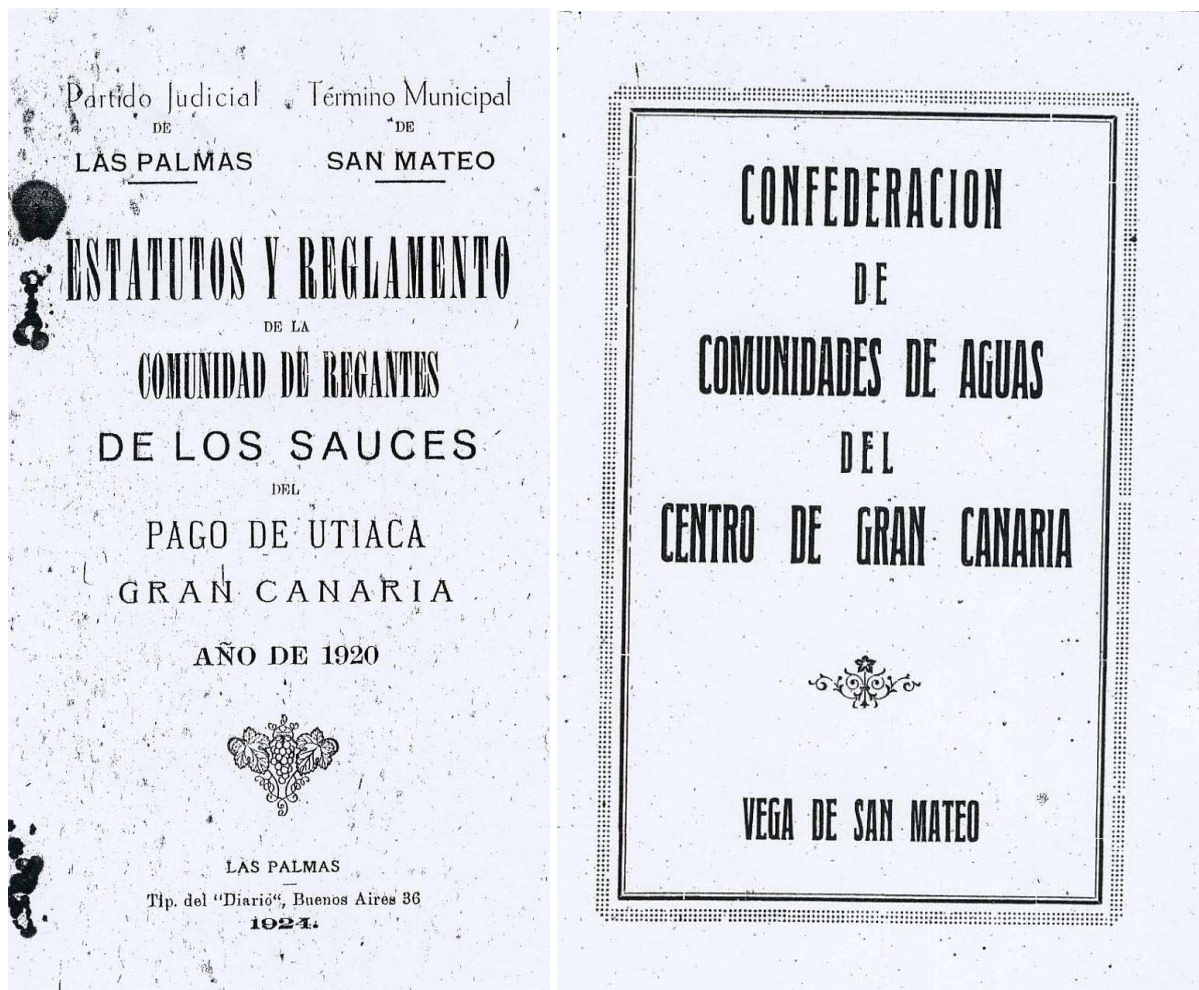 Partido Judicial
DE
LAS PALMAS
Término Municipal
DE
SAN MATEO
ESTATUTOS Y REGLAMENTO
DE LA
COMUNIDAD DE REGANTES
DE LOS SAUCES
DEL
PAGO DE UTIACA
GRAN CANARIA
AÑO DE 1920
LAS PALMAS
Tip. del "Diario", Buenos Aires 36
1924.
CONFEDERACION
DE
COMUNIDADES DE AGUAS
DEL
CENTRO DE GRAN CANARIA
VEGA DE SAN MATEO